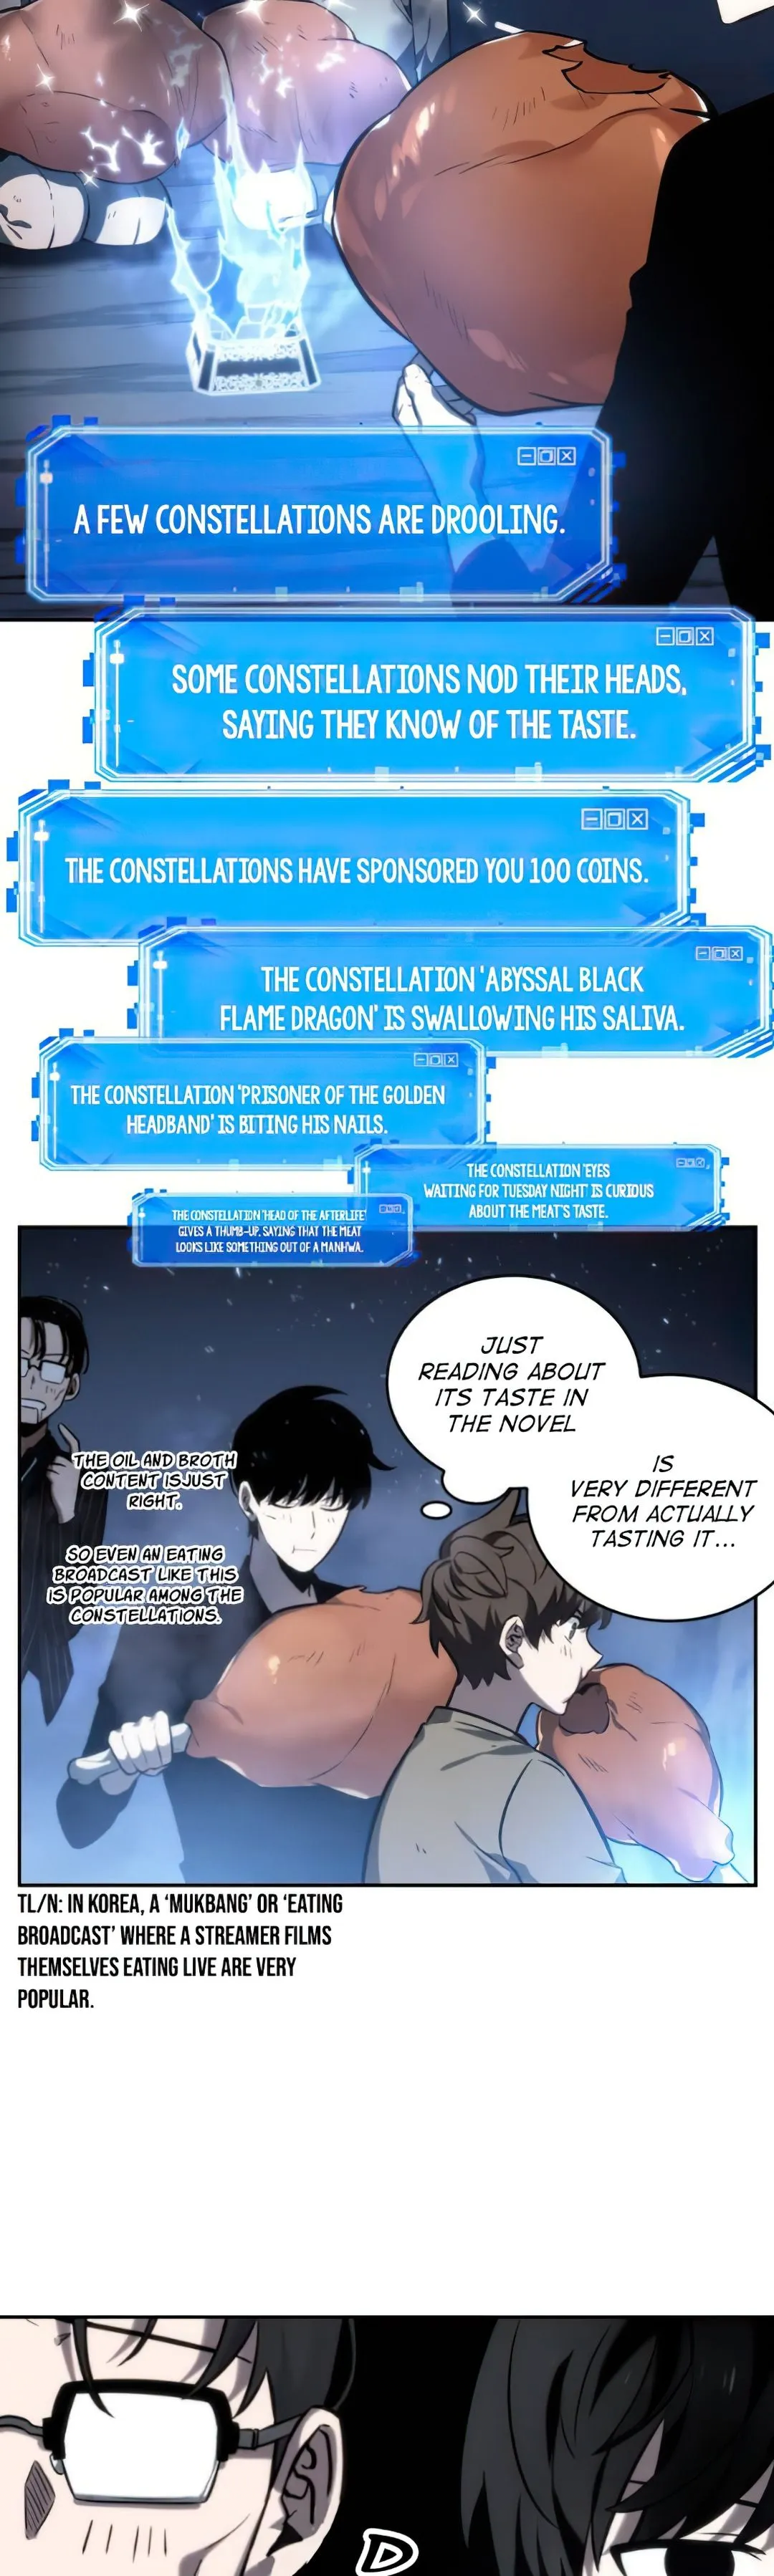 A FEW CONSTELLATIONS ARE DROOLING.
SOME CONSTELLATIONS NOD THEIR HEADS,
SAYING THEY KNOW OF THE TASTE.
THE CONSTELLATIONS HAVE SPONSORED YOU 100 COINS.
THE CONSTELLATION 'ABYSSAL BLACK
FLAME DRAGON' IS SWALLOWING HIS SALIVA.
THE CONSTELLATION 'PRISONER OF THE GOLDEN
HEADBAND' IS BITING HIS NAILS.
THE CONSTELLATION 'EYES
WAITING FOR TUESDAY NIGHT' IS CURIOUS
ABOUT THE MEAT'S TASTE.
THE CONSTELLATION 'HEAD OF THE AFTERLIFE'
GIVES A THUMB-UP, SAYING THAT THE MEAT
LOOKS LIKE SOMETHING OUT OF A MANHWA.
JUST
READING ABOUT
ITS TASTE IN
THE NOVEL
IS
VERY DIFFERENT
FROM ACTUALLY
TASTING IT...
THE OIL AND BROTH
CONTENT ISJUST
RIGHT.
SO EVEN AN EATING
BROADCAST LIKE THIS
IS POPULAR AMONG THE
CONSTELLATIONS.
TL/N: IN KOREA, A 'MUKBANG' OR 'EATING
BROADCAST' WHERE A STREAMER FILMS
THEMSELVES EATING LIVE ARE VERY
POPULAR.
D